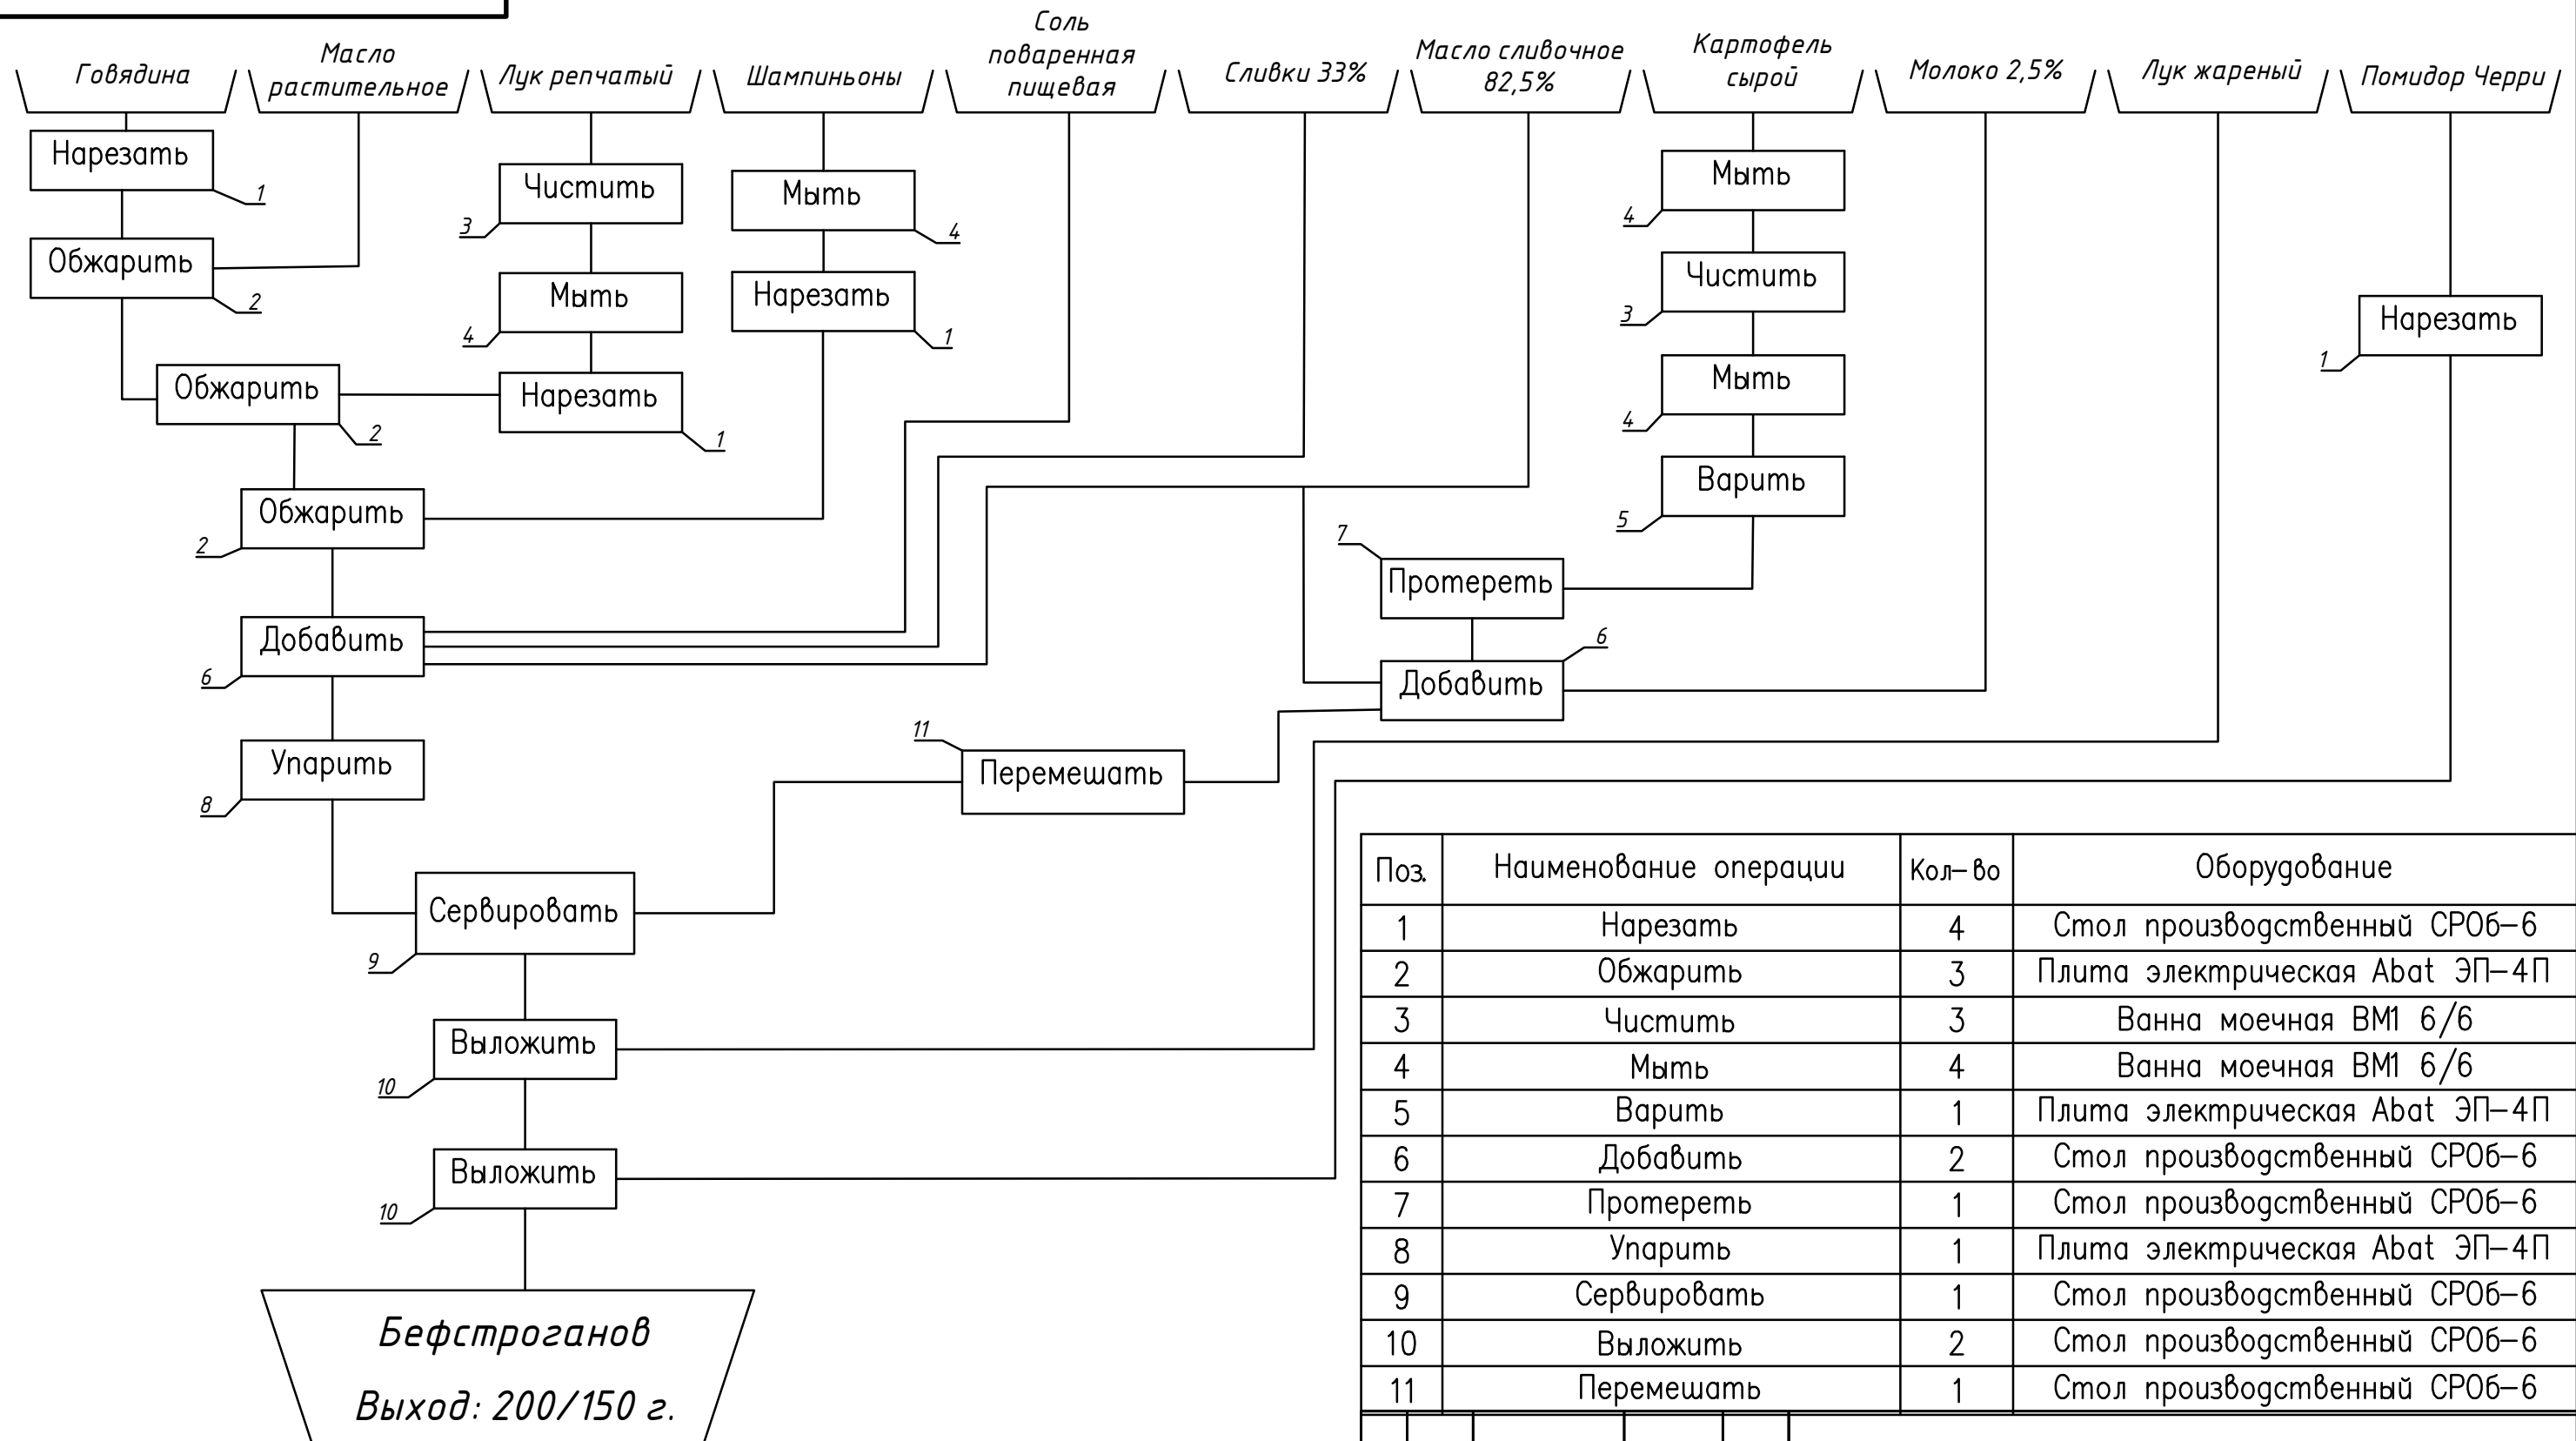 Говядина
Масло
растительное
Лук репчатый
Шампиньоны
Соль
поваренная
пищевая
Сливки 33%
Масло сливочное
82,5%
Картофель
сырой
Молоко 2,5%
Лук жареный
Помидор Черри
Нарезать
1
Обжарить
2
Чистить
3
Мыть
4
Нарезать
1
Мыть
4
Нарезать
1
Мыть
4
Чистить
3
Мыть
4
Варить
5
Нарезать
1
Обжарить
2
Обжарить
2
Протереть
7
Добавить
6
Добавить
6
Упарить
8
Перемешать
11
Сервировать
9
Выложить
10
Выложить
10
Бефстроганов
Выход: 200/150 г.
Поз. Наименование операции Кол-во Оборудование
1 Нарезать 4 Стол производственный СРОб-6
2 Обжарить 3 Плита электрическая Abat ЭП-4П
3 Чистить 3 Ванна моечная ВМ1 6/6
4 Мыть 4 Ванна моечная ВМ1 6/6
5 Варить 1 Плита электрическая Abat ЭП-4П
6 Добавить 2 Стол производственный СРОб-6
7 Протереть 1 Стол производственный СРОб-6
8 Упарить 1 Плита электрическая Abat ЭП-4П
9 Сервировать 1 Стол производственный СРОб-6
10 Выложить 2 Стол производственный СРОб-6
11 Перемешать 1 Стол производственный СРОб-6